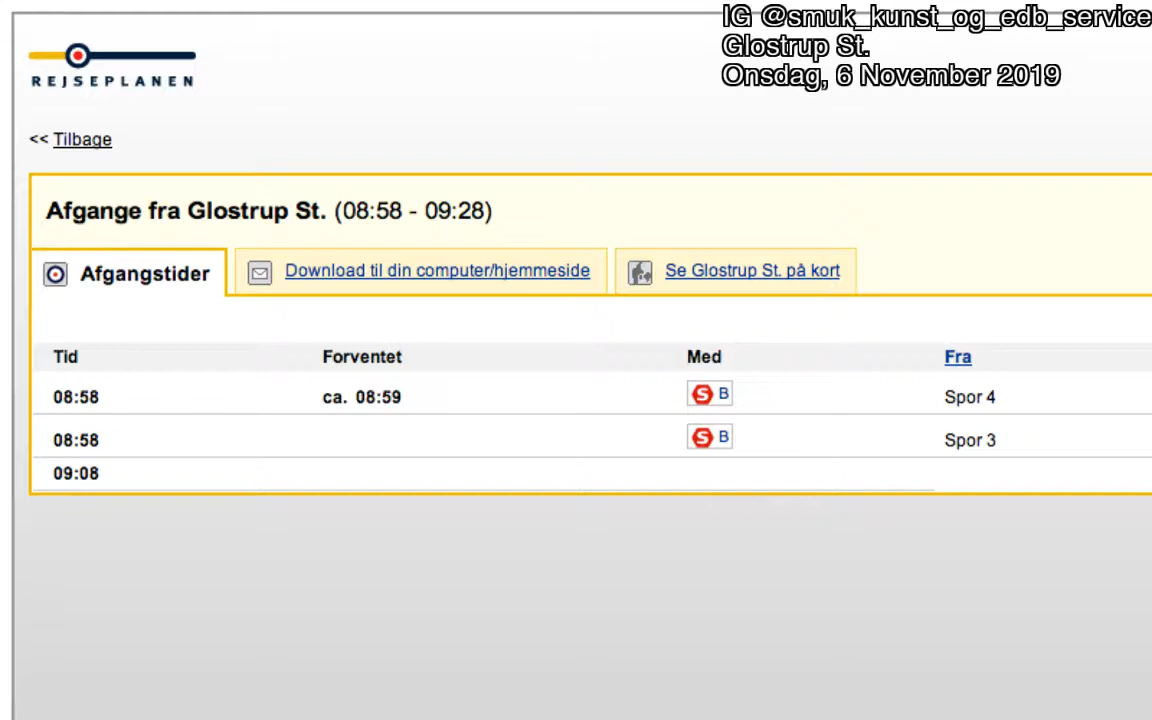 IG @smuk_kunst_og_edb_service
Glostrup St.
Onsdag, 6 November 2019
REJSEPLANEN
<< Tilbage
Afgange fra Glostrup St. (08:58 - 09:28)
Afgangstider Download til din computer/hjemmeside Se Glostrup St. på kort
Tid Forventet Med Fra
08:58 ca. 08:59 S B Spor 4
08:58 S B Spor 3
09:08